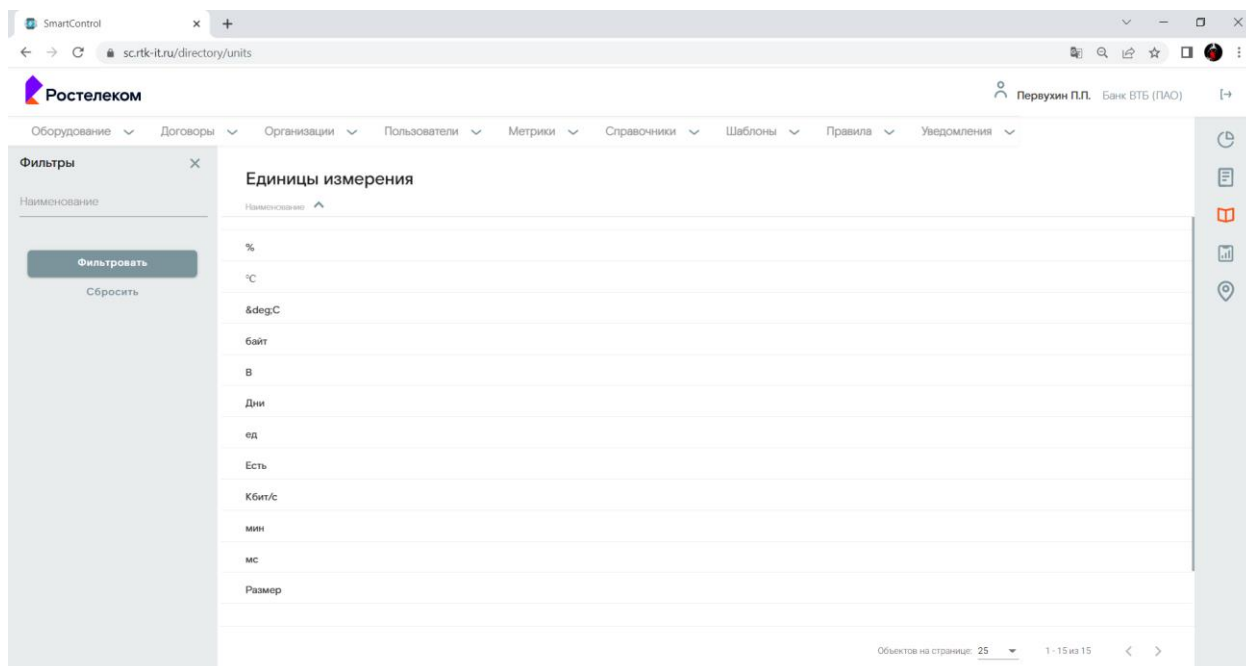 SmartControl
sc.rtk-it.ru/directory/units
Ростелеком
Первухин П.П. Банк ВТБ (ПАО)
Оборудование Договоры Организации Пользователи Метрики Справочники Шаблоны Правила Уведомления
Фильтры
Наименование
Фильтровать
Сбросить
Единицы измерения
Наименование
%
°C
&deg;C
байт
В
Дни
ед
Есть
Кбит/с
мин
мс
Размер
Объектов на странице: 25 1 - 15 из 15